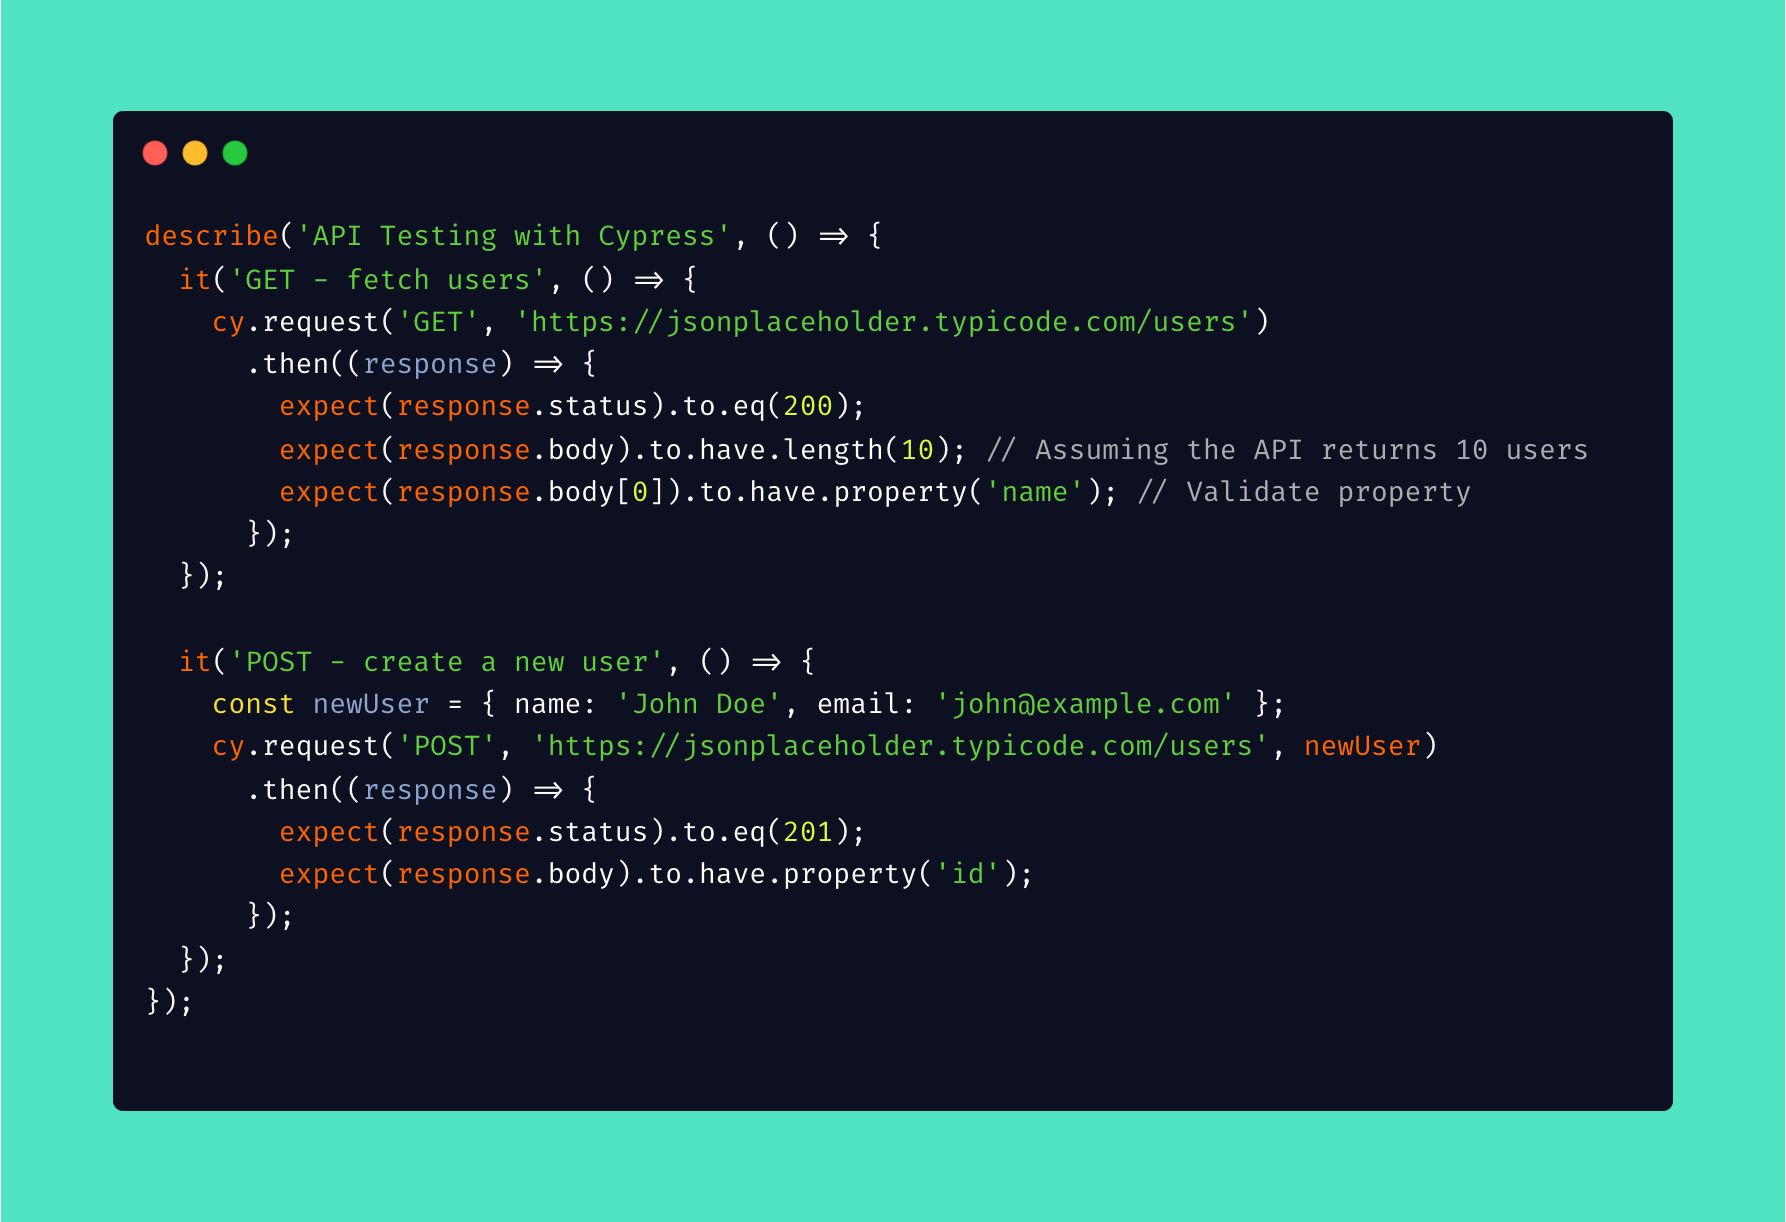 describe('API Testing with Cypress', () => {
  it('GET - fetch users', () => {
    cy.request('GET', 'https://jsonplaceholder.typicode.com/users')
      .then((response) => {
        expect(response.status).to.eq(200);
        expect(response.body).to.have.length(10); // Assuming the API returns 10 users
        expect(response.body[0]).to.have.property('name'); // Validate property
      });
  });

  it('POST - create a new user', () => {
    const newUser = { name: 'John Doe', email: 'john@example.com' };
    cy.request('POST', 'https://jsonplaceholder.typicode.com/users', newUser)
      .then((response) => {
        expect(response.status).to.eq(201);
        expect(response.body).to.have.property('id');
      });
  });
});